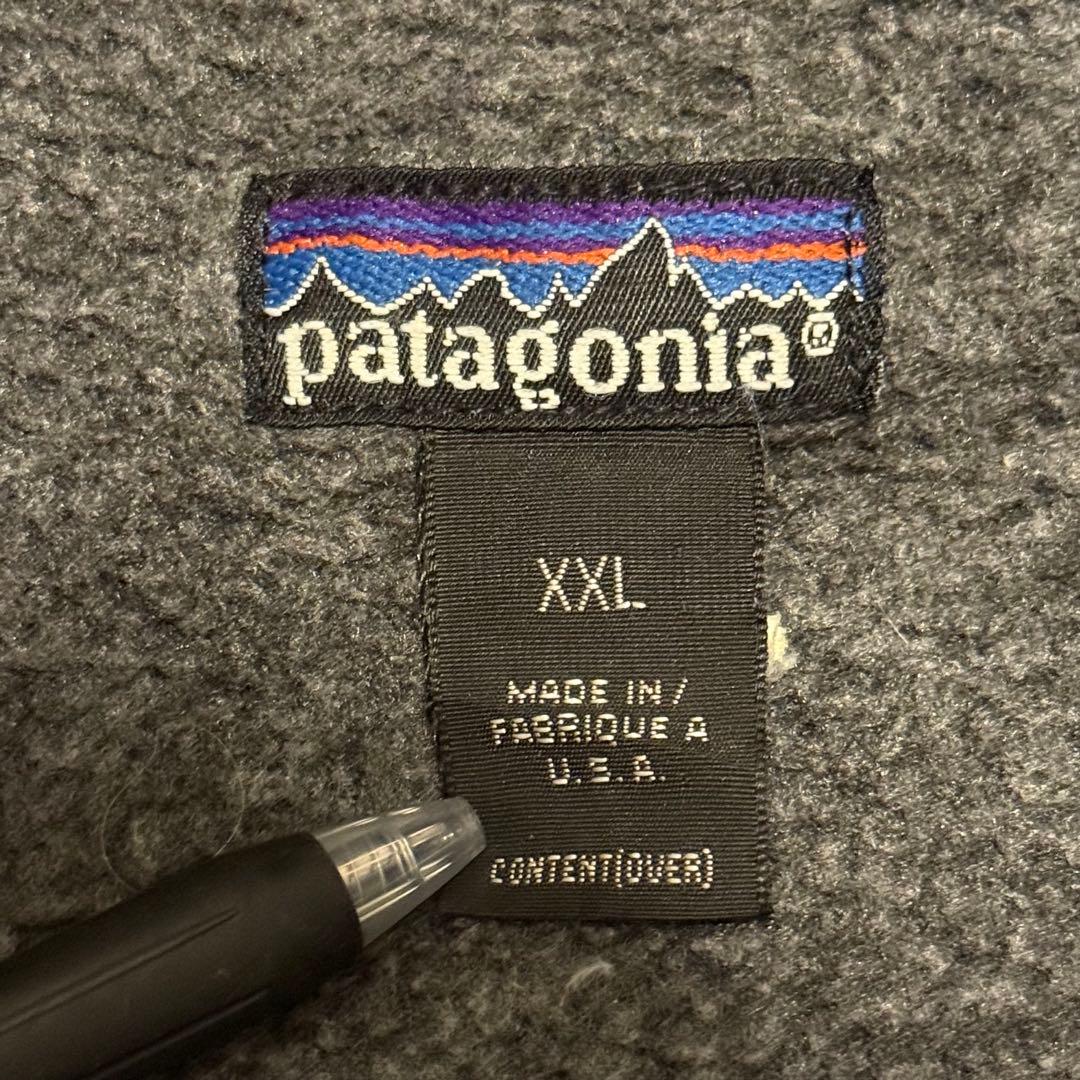 patagonia®
XXL
MADE IN/
FABRIQUE A
U.S.A.
CONTENT(OVER)